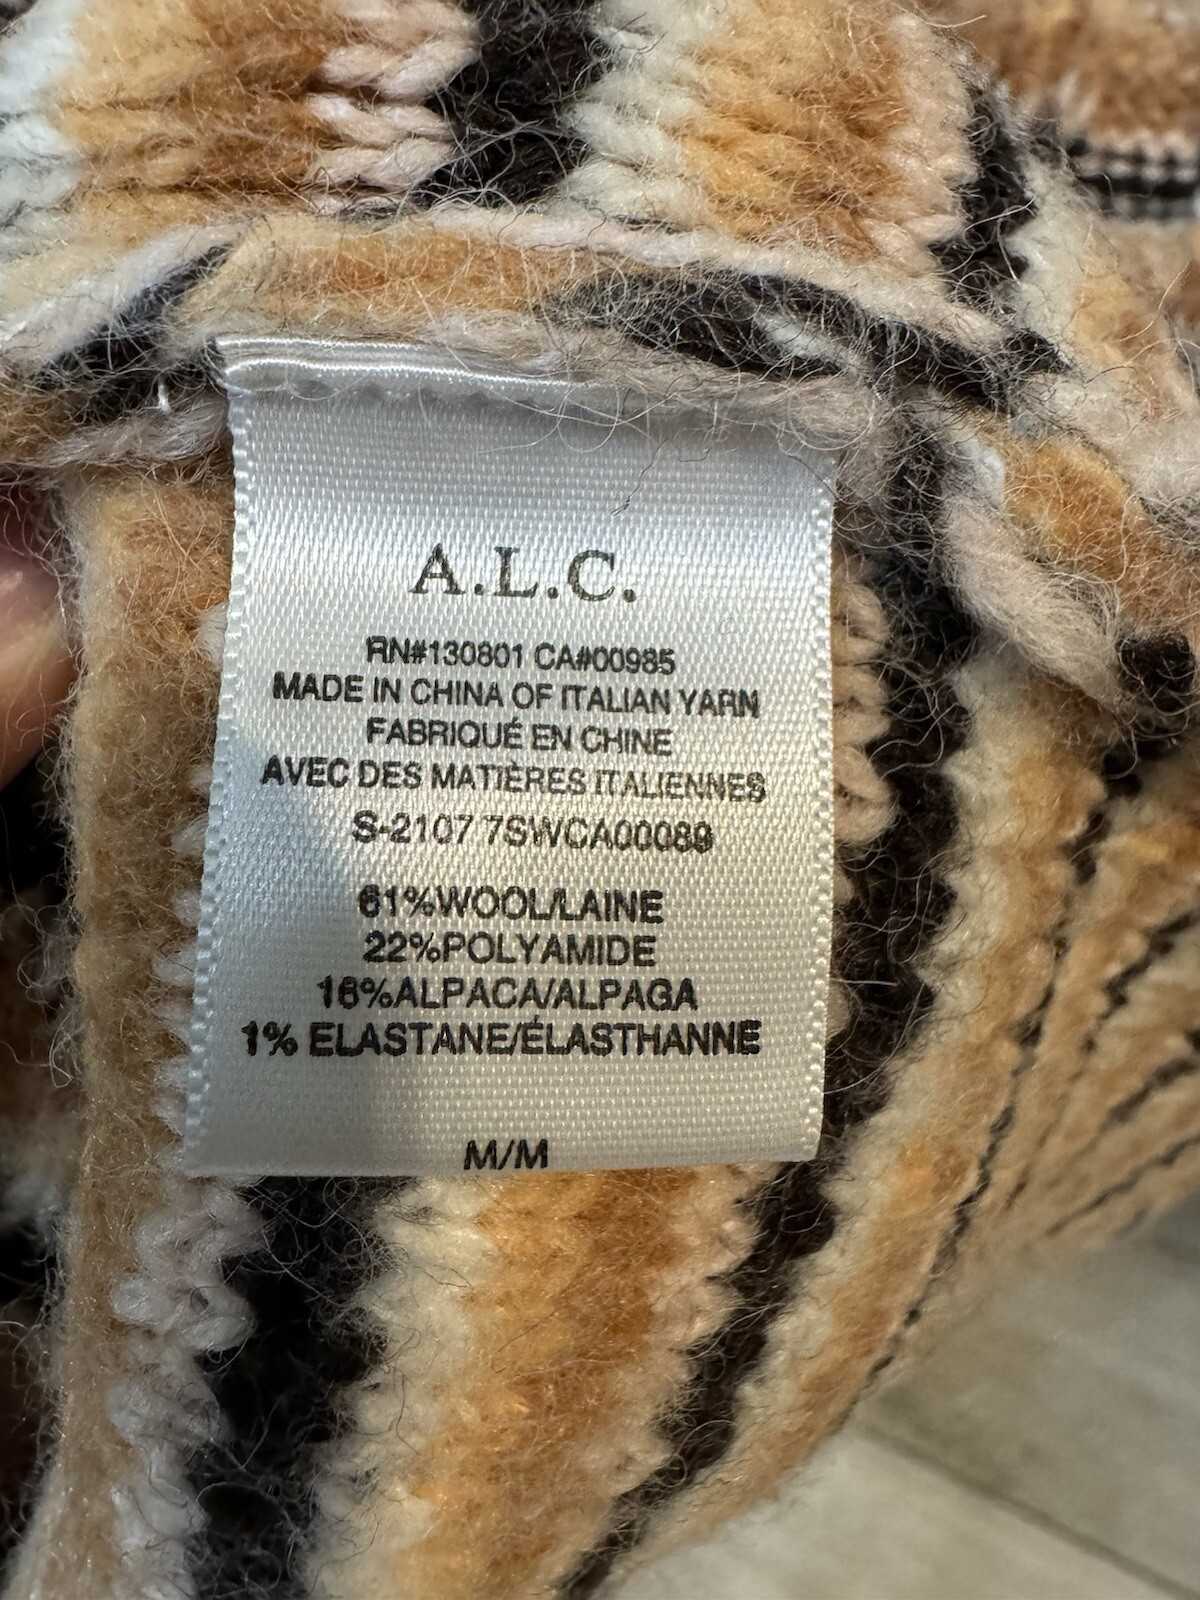 A.L.C.
RN#130801 CA#00985
MADE IN CHINA OF ITALIAN YARN
FABRIQUÉ EN CHINE
AVEC DES MATIÈRES ITALIENNES
S-2107 7SWCA00089
61%WOOL/LAINE
22%POLYAMIDE
16%ALPACA/ALPAGA
1% ELASTANE/ÉLASTHANNE
M/M